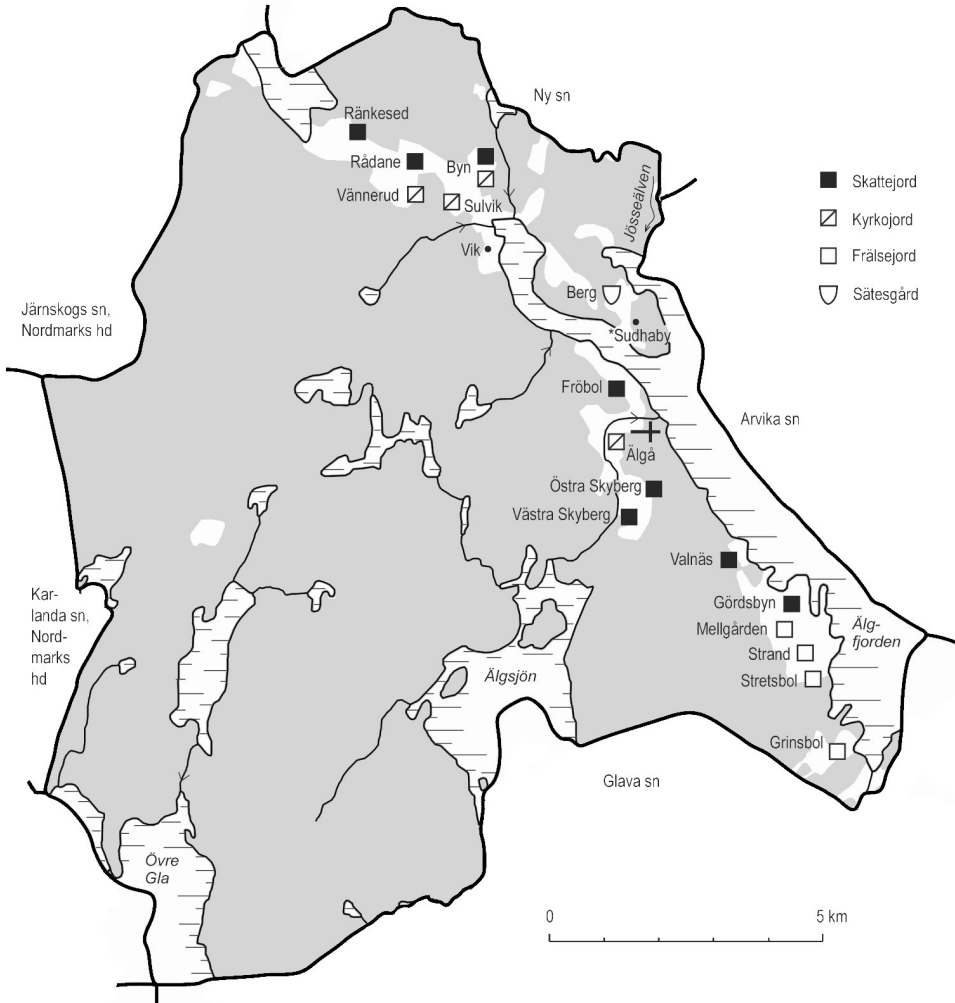 Ny sn
Ränkesed
Rådane
Byn
Vännerud
Sulvik
Vik
Jösseälven
Skattejord
Kyrkojord
Frälsejord
Sätesgård
Berg
*Sudhaby
Järnskogs sn,
Nordmarks hd
Fröbol
Arvika sn
Älgå
Östra Skyberg
Västra Skyberg
Valnäs
Kar-
landa sn,
Nord-
marks
hd
Gördsbyn
Mellgården
Strand
Stretsbol
Älg-
fjorden
Älgsjön
Grinsbol
Glava sn
Övre
Gla
0
5 km